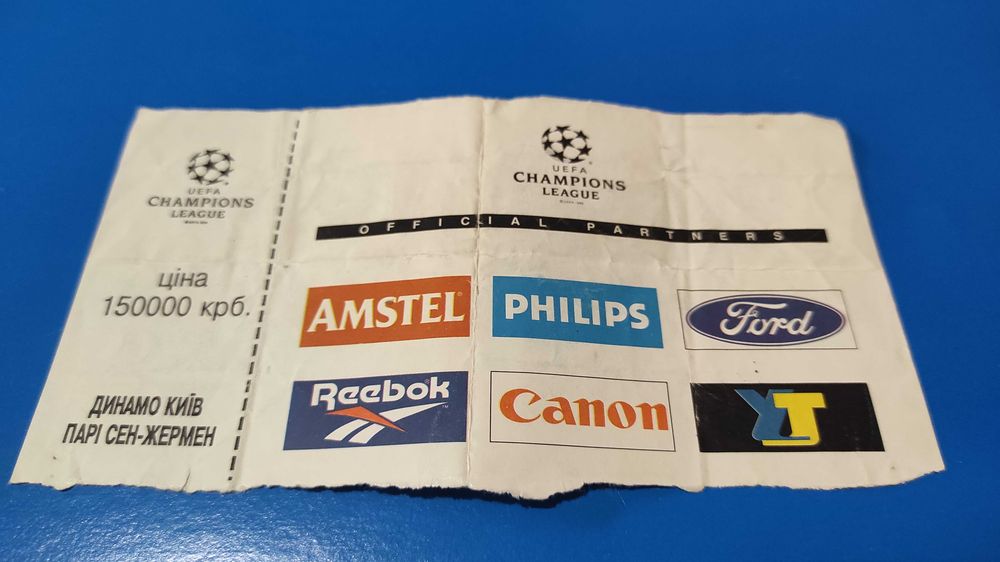 UEFA
CHAMPIONS
LEAGUE
ціна
150000 крб.
ДИНАМО КИЇВ
ПАРІ СЕН-ЖЕРМЕН
UEFA
CHAMPIONS
LEAGUE
OFFICIAL PARTNERS
AMSTEL
PHILIPS
Ford
Reebok
Canon